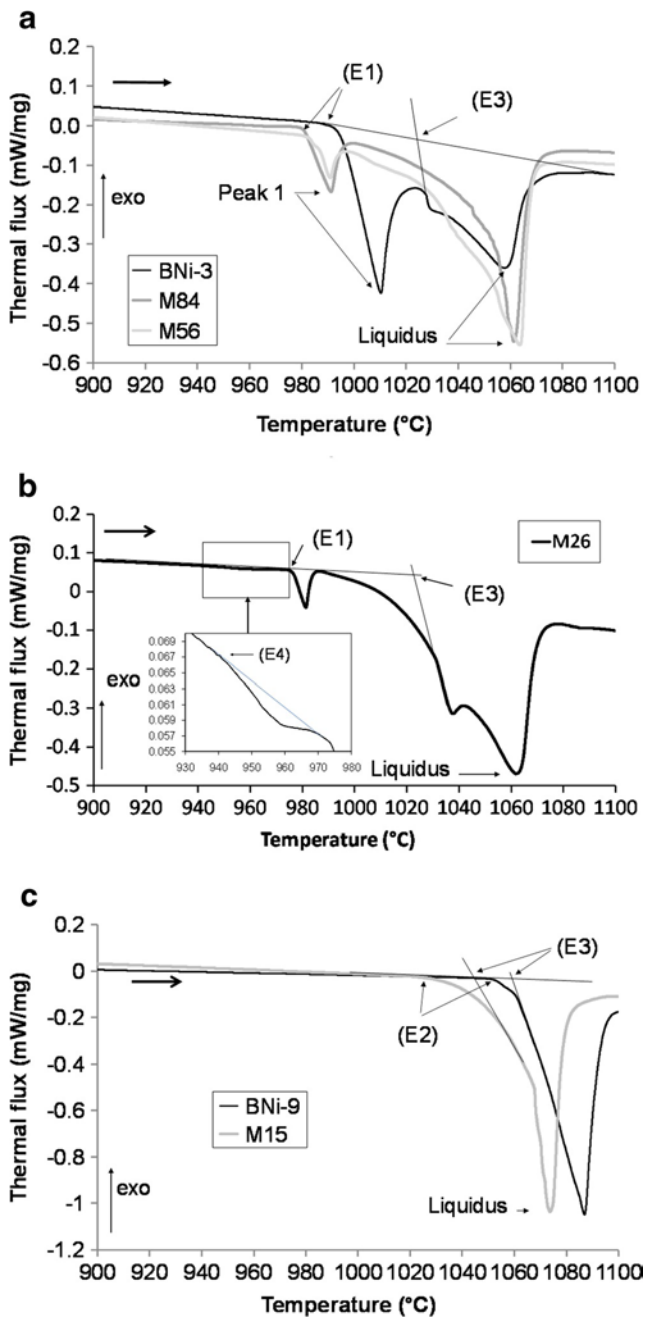 a
Thermal flux (mW/mg)
0.2
0.1
0.0
-0.1
-0.2
-0.3
-0.4
-0.5
-0.6
(E1)
(E3)
Peak 1
exo
BNi-3
M84
M56
Liquidus
900 920 940 960 980 1000 1020 1040 1060 1080 1100
Temperature (°C)
b
Thermal flux (mW/mg)
0.2
0.1
0
-0.1
-0.2
-0.3
-0.4
-0.5
(E1)
M26
(E3)
0.069
0.067
0.065
0.063
0.061
0.059
0.057
0.055
(E4)
930 940 950 960 970 980
exo
Liquidus
900 920 940 960 980 1000 1020 1040 1060 1080 1100
Temperature (°C)
c
Thermal flux (mW/mg)
0.2
0
-0.2
-0.4
-0.6
-0.8
-1
-1.2
(E3)
(E2)
BNi-9
M15
exo
Liquidus
900 920 940 960 980 1000 1020 1040 1060 1080 1100
Temperature (°C)